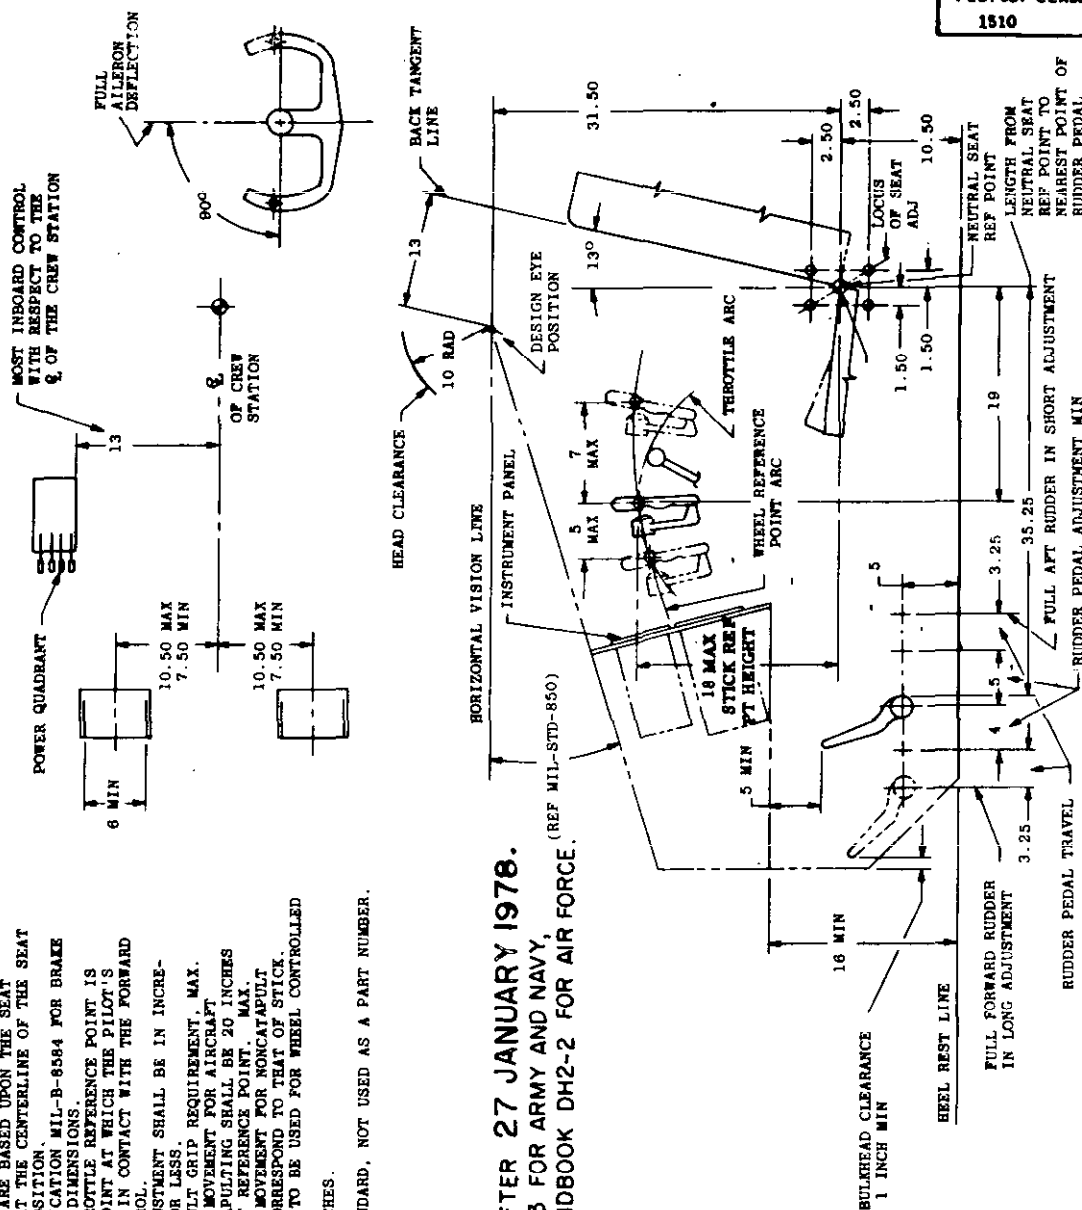 1510
ARE BASED UPON THE SEAT
T THE CENTERLINE OF THE SEAT
SITION.
CATION MIL-B-8584 FOR BRAKE
DIMENSIONS.
OTTLE REFERENCE POINT IS
INT AT WHICH THE PILOT'S
IN CONTACT WITH THE FORWARD
OL.
STMENT SHALL BE IN INCRE-
OR LESS.
LT GRIP REQUIREMENT, MAX.
MOVEMENT FOR AIRCRAFT
PULTING SHALL BE 20 INCHES
REFERENCE POINT. MAX.
MOVEMENT FOR NONCATAPULT
ORRESPOND TO THAT OF STICK.
TO BE USED FOR WHEEL CONTROLLED
CHES.
NDARD, NOT USED AS A PART NUMBER.
FTER 27 JANUARY 1978.
3 FOR ARMY AND NAVY,
NDBOOK DH2-2 FOR AIR FORCE.
POWER QUADRANT
MOST INBOARD CONTROL
WITH RESPECT TO THE
℄ OF THE CREW STATION
13
6 MIN
10.50 MAX
7.50 MIN
10.50 MAX
7.50 MIN
℄
OF CREW
STATION
FULL
AILERON
DEFLECTION
90°
HEAD CLEARANCE
10 RAD
13
BACK TANGENT
LINE
HORIZONTAL VISION LINE
DESIGN EYE
POSITION
INSTRUMENT PANEL
(REF MIL-STD-850)
5
MAX
7
MAX
THROTTLE ARC
WHEEL REFERENCE
POINT ARC
18 MAX
STICK REF
PT HEIGHT
13°
31.50
2.50
2.50
10.50
LOCUS
OF SEAT
ADJ
NEUTRAL SEAT
REF POINT
1.50
1.50
LENGTH FROM
NEUTRAL SEAT
REF POINT TO
NEAREST POINT OF
RUDDER PEDAL
19
35.25
5 MIN
5
3.25
5
4
3.25
16 MIN
BULKHEAD CLEARANCE
1 INCH MIN
HEEL REST LINE
FULL FORWARD RUDDER
IN LONG ADJUSTMENT
RUDDER PEDAL TRAVEL
RUDDER PEDAL ADJUSTMENT MIN
FULL AFT RUDDER IN SHORT ADJUSTMENT